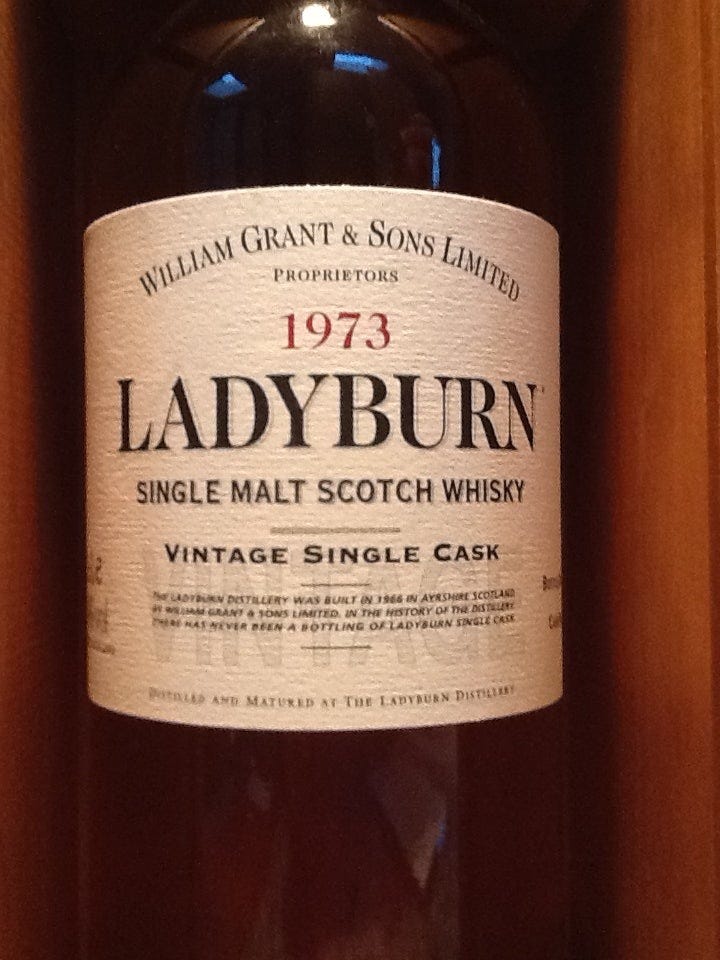 WILLIAM GRANT & SONS LIMITED
PROPRIETORS
1973
LADYBURN
SINGLE MALT SCOTCH WHISKY
VINTAGE SINGLE CASK
VINTAGE
THE LADYBURN DISTILLERY WAS BUILT IN 1966 IN AYRSHIRE SCOTLAND
BY WILLIAM GRANT & SONS LIMITED. IN THE HISTORY OF THE DISTILLERY
THERE HAS NEVER BEEN A BOTTLING OF LADYBURN SINGLE CASK
DISTILLED AND MATURED AT THE LADYBURN DISTILLERY